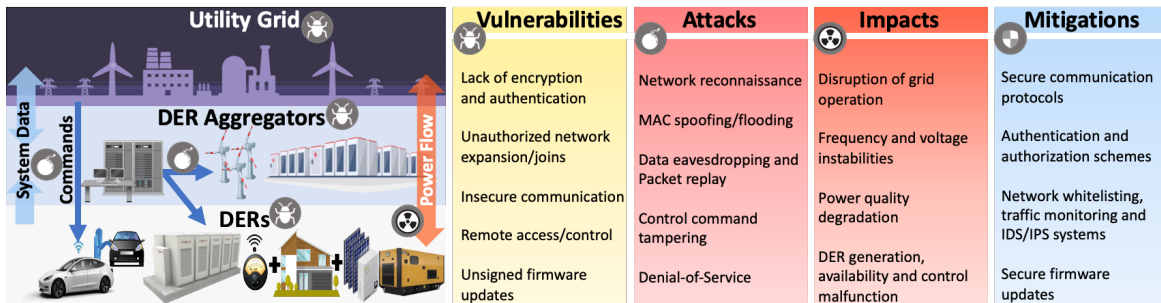 Utility Grid
DER Aggregators
System Data
Commands
Power Flow
DERs
Vulnerabilities
Lack of encryption
and authentication
Unauthorized network
expansion/joins
Insecure communication
Remote access/control
Unsigned firmware
updates
Attacks
Network reconnaissance
MAC spoofing/flooding
Data eavesdropping and
Packet replay
Control command
tampering
Denial-of-Service
Impacts
Disruption of grid
operation
Frequency and voltage
instabilities
Power quality
degradation
DER generation,
availability and control
malfunction
Mitigations
Secure communication
protocols
Authentication and
authorization schemes
Network whitelisting,
traffic monitoring and
IDS/IPS systems
Secure firmware
updates